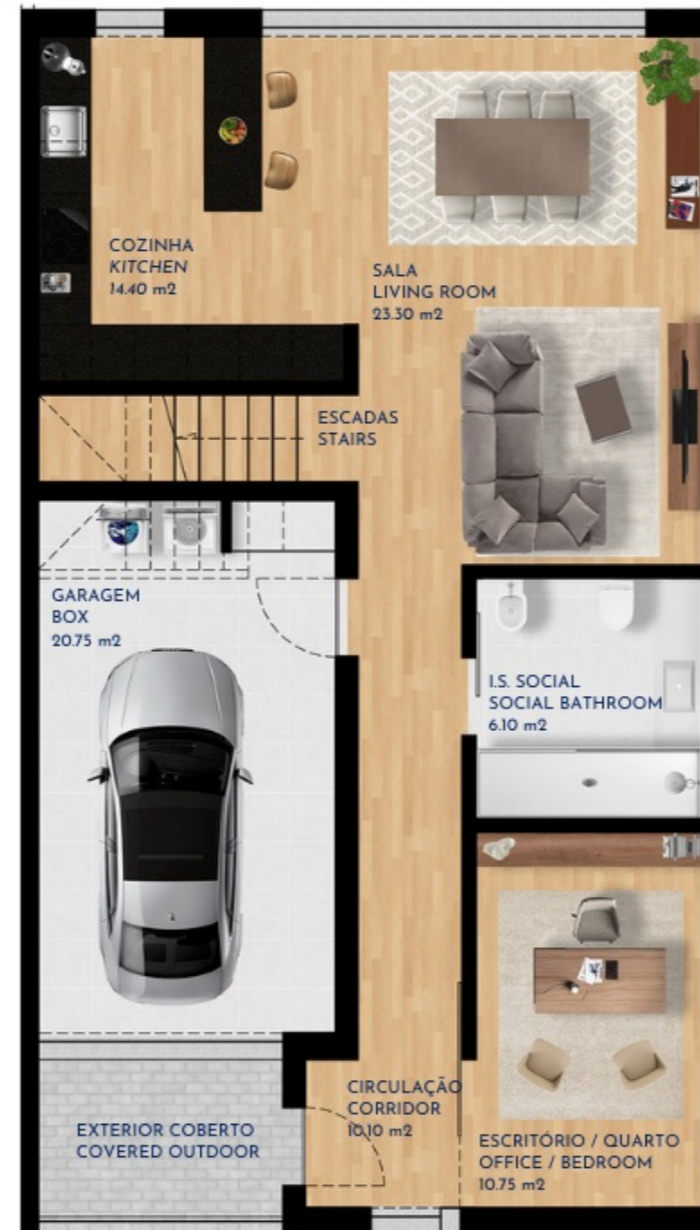 COZINHA
KITCHEN
14.40 m2
SALA
LIVING ROOM
23.30 m2
ESCADAS
STAIRS
GARAGEM
BOX
20.75 m2
I.S. SOCIAL
SOCIAL BATHROOM
6.10 m2
CIRCULAÇÃO
CORRIDOR
10.10 m2
EXTERIOR COBERTO
COVERED OUTDOOR
ESCRITÓRIO / QUARTO
OFFICE / BEDROOM
10.75 m2